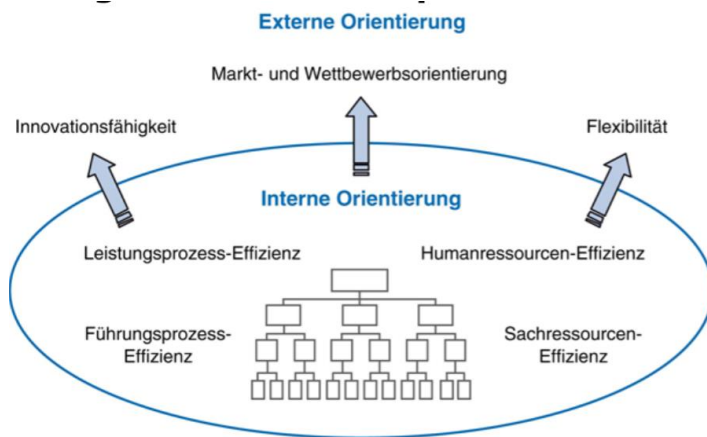 Externe Orientierung
Markt- und Wettbewerbsorientierung
Innovationsfähigkeit
Flexibilität
Interne Orientierung
Leistungsprozess-Effizienz
Humanressourcen-Effizienz
Führungsprozess-
Effizienz
Sachressourcen-
Effizienz